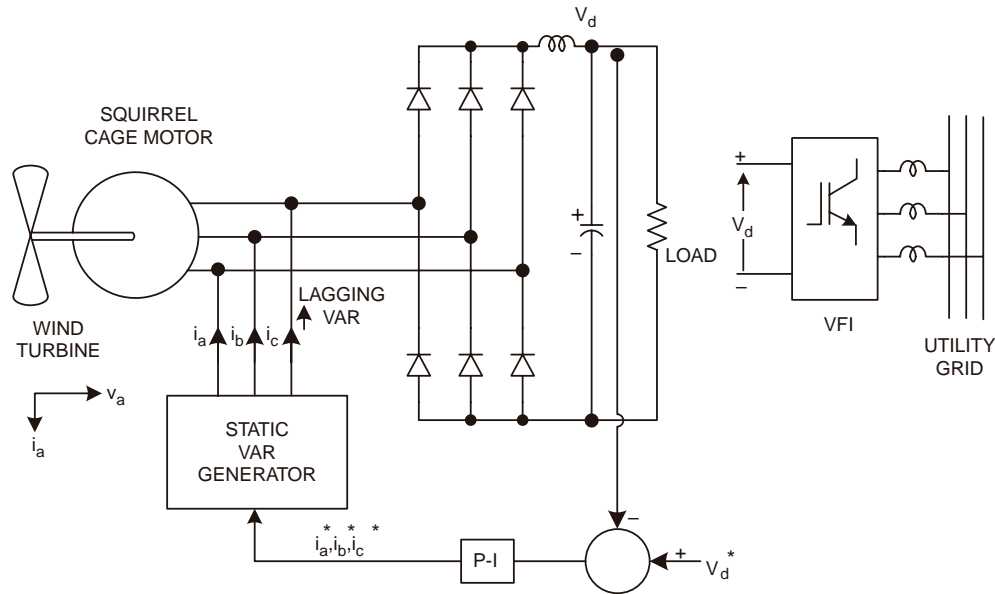 V_d
SQUIRREL
CAGE MOTOR
+
−
LOAD
WIND
TURBINE
v_a
i_a
i_a
i_b
i_c
LAGGING
VAR
STATIC
VAR
GENERATOR
i_a*,i_b*,i_c*
P-I
−
+
V_d*
+
V_d
−
VFI
UTILITY
GRID